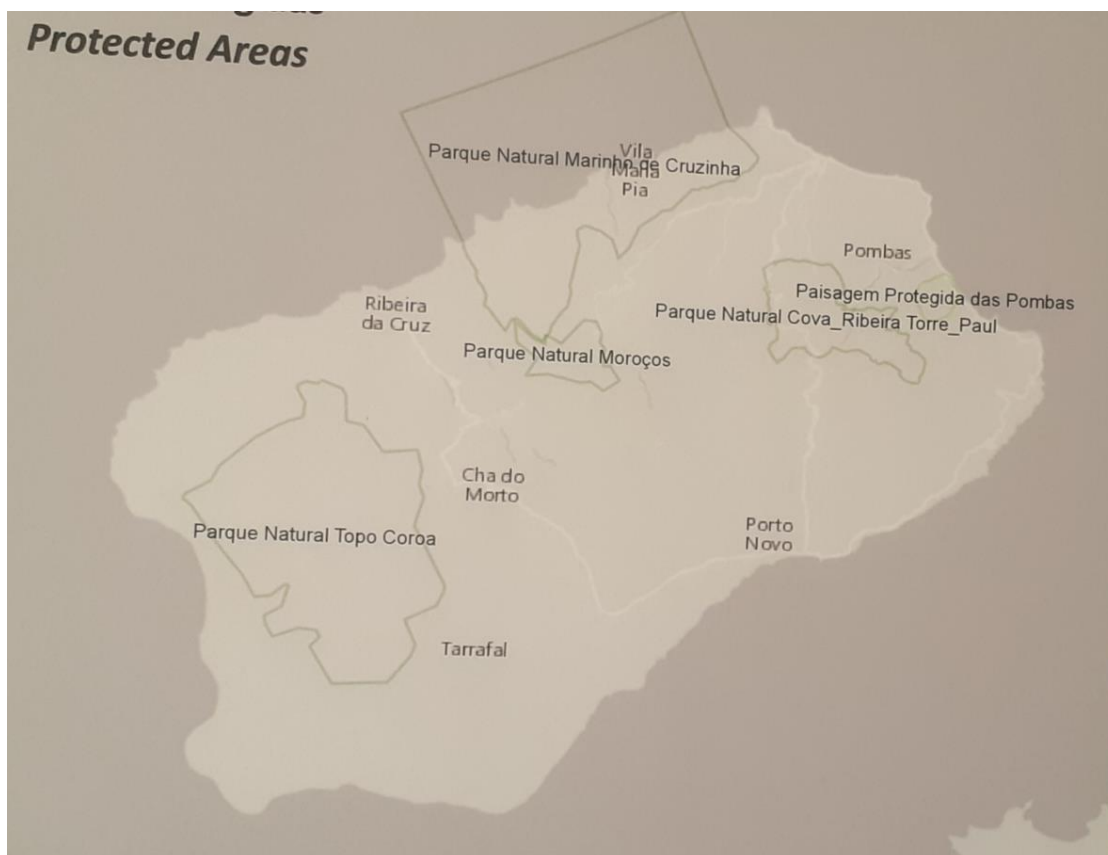 Protected Areas
Parque Natural Marinho de Cruzinha
Vila
Maria
Pia
Pombas
Paisagem Protegida das Pombas
Ribeira
da Cruz
Parque Natural Cova_Ribeira Torre_Paul
Parque Natural Moroços
Cha do
Morto
Parque Natural Topo Coroa
Porto
Novo
Tarrafal